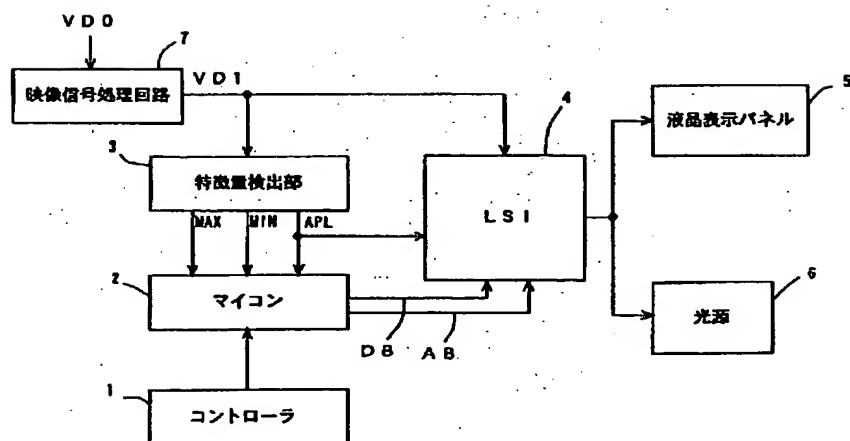 VD0
7
映像信号処理回路
VD1
4
5
液晶表示パネル
3
特徴量検出部
LSI
MAX
MIN
APL
2
マイコン
6
光源
DB
AB
1
コントローラ